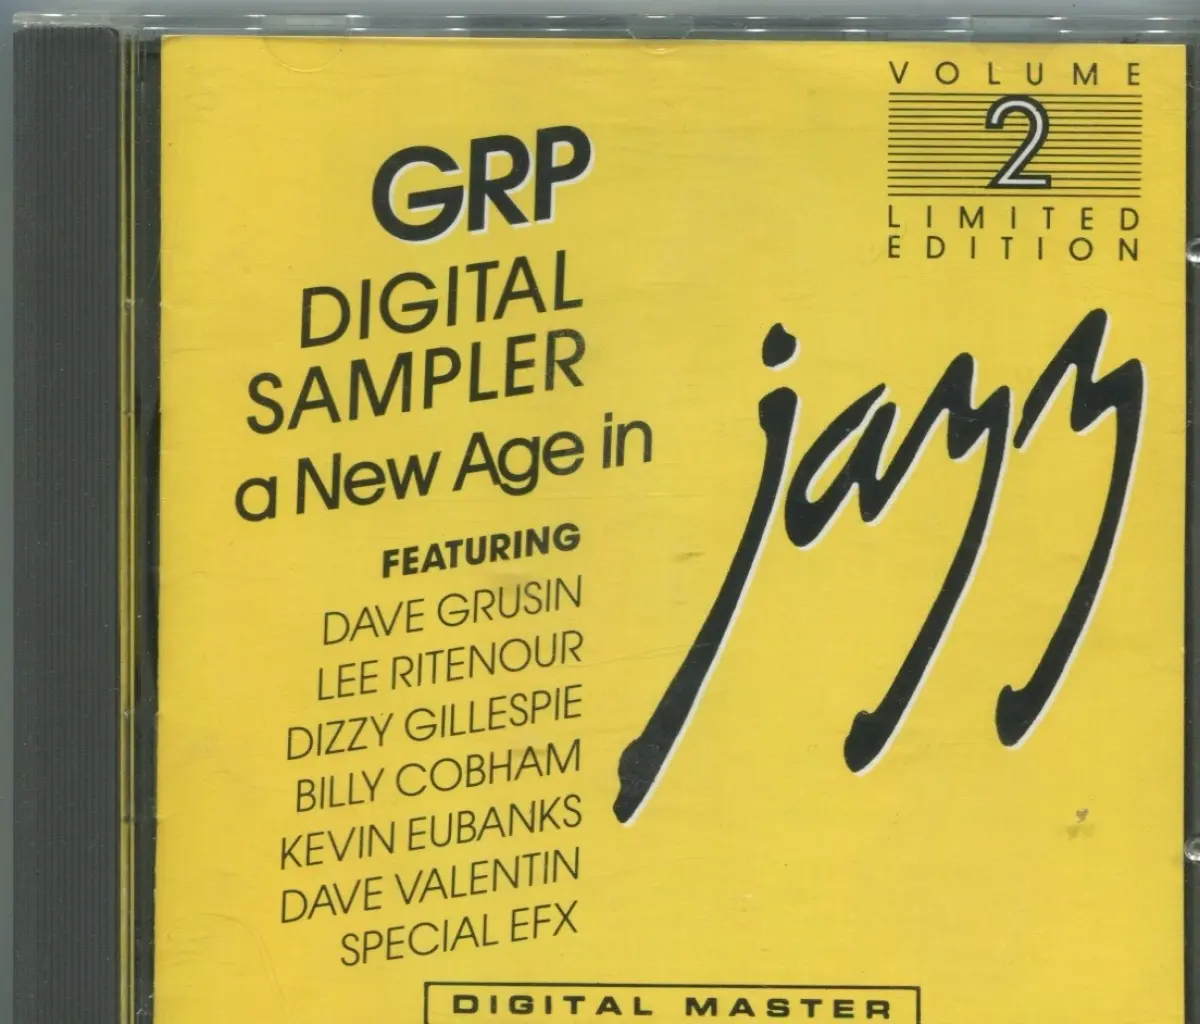 VOLUME
2
LIMITED
EDITION
GRP
DIGITAL
SAMPLER
a New Age in
jazz
FEATURING
DAVE GRUSIN
LEE RITENOUR
DIZZY GILLESPIE
BILLY COBHAM
KEVIN EUBANKS
DAVE VALENTIN
SPECIAL EFX
DIGITAL MASTER